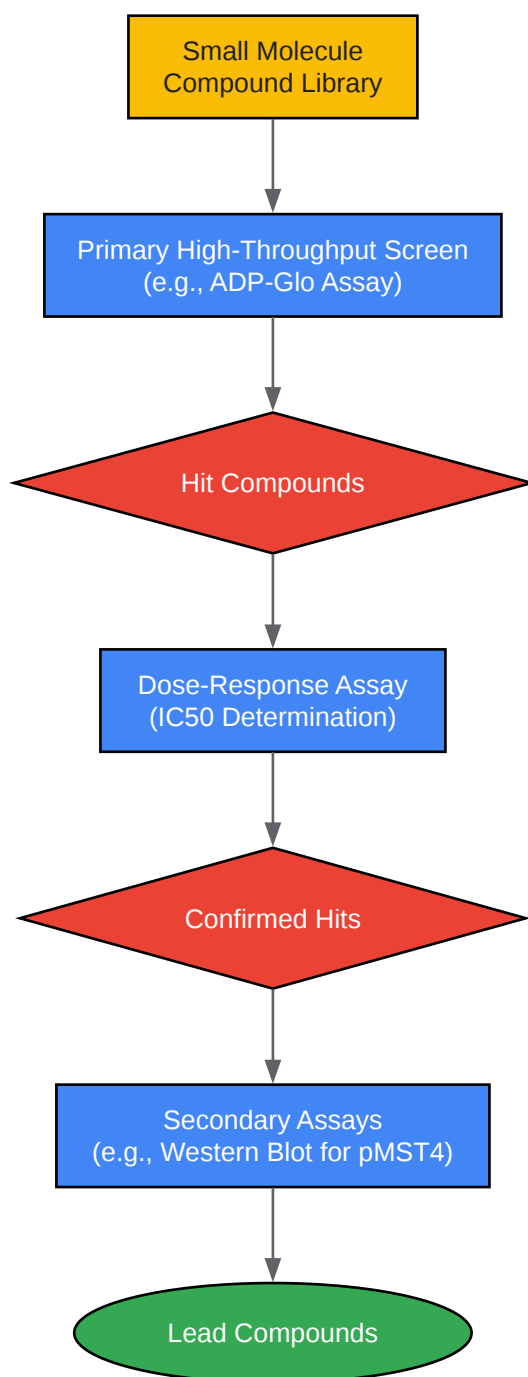 Small Molecule
Compound Library
Primary High-Throughput Screen
(e.g., ADP-Glo Assay)
Hit Compounds
Dose-Response Assay
(IC50 Determination)
Confirmed Hits
Secondary Assays
(e.g., Western Blot for pMST4)
Lead Compounds